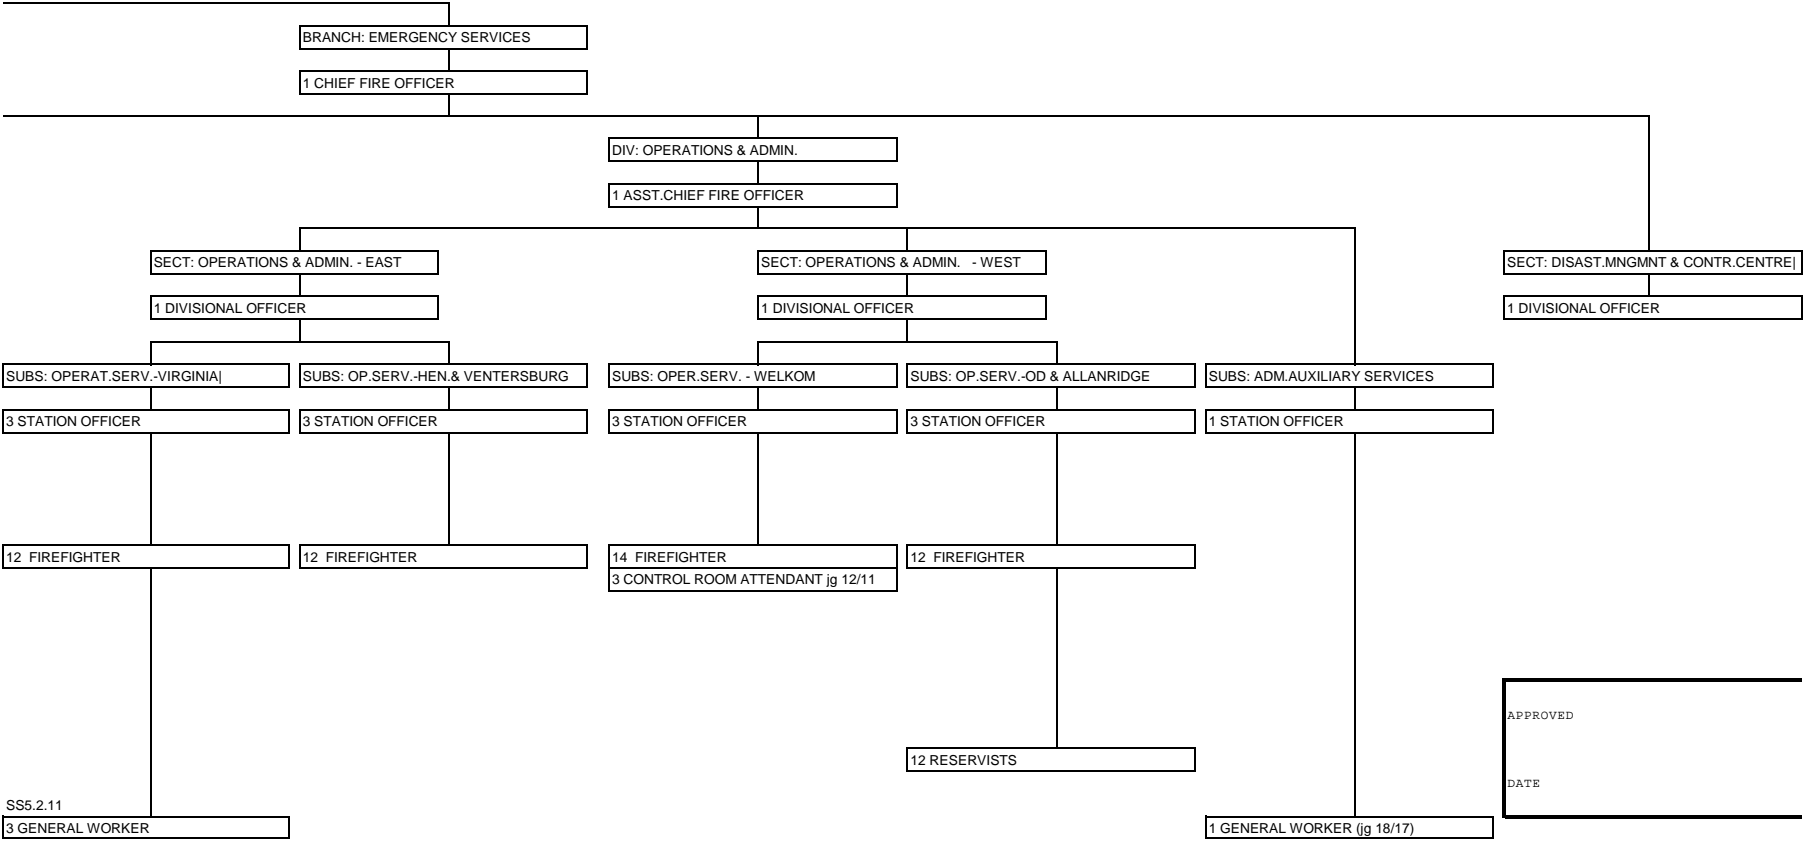 BRANCH: EMERGENCY SERVICES
1 CHIEF FIRE OFFICER
DIV: OPERATIONS & ADMIN.
1 ASST.CHIEF FIRE OFFICER
SECT: OPERATIONS & ADMIN. - EAST
SECT: OPERATIONS & ADMIN. - WEST
SECT: DISAST.MNGMNT & CONTR.CENTRE|
1 DIVISIONAL OFFICER
1 DIVISIONAL OFFICER
1 DIVISIONAL OFFICER
SUBS: OPERAT.SERV.-VIRGINIA|
SUBS: OP.SERV.-HEN.& VENTERSBURG
SUBS: OPER.SERV. - WELKOM
SUBS: OP.SERV.-OD & ALLANRIDGE
SUBS: ADM.AUXILIARY SERVICES
3 STATION OFFICER
3 STATION OFFICER
3 STATION OFFICER
3 STATION OFFICER
1 STATION OFFICER
12 FIREFIGHTER
12 FIREFIGHTER
14 FIREFIGHTER
12 FIREFIGHTER
3 CONTROL ROOM ATTENDANT jg 12/11
APPROVED
12 RESERVISTS
DATE
SS5.2.11
3 GENERAL WORKER
1 GENERAL WORKER (jg 18/17)